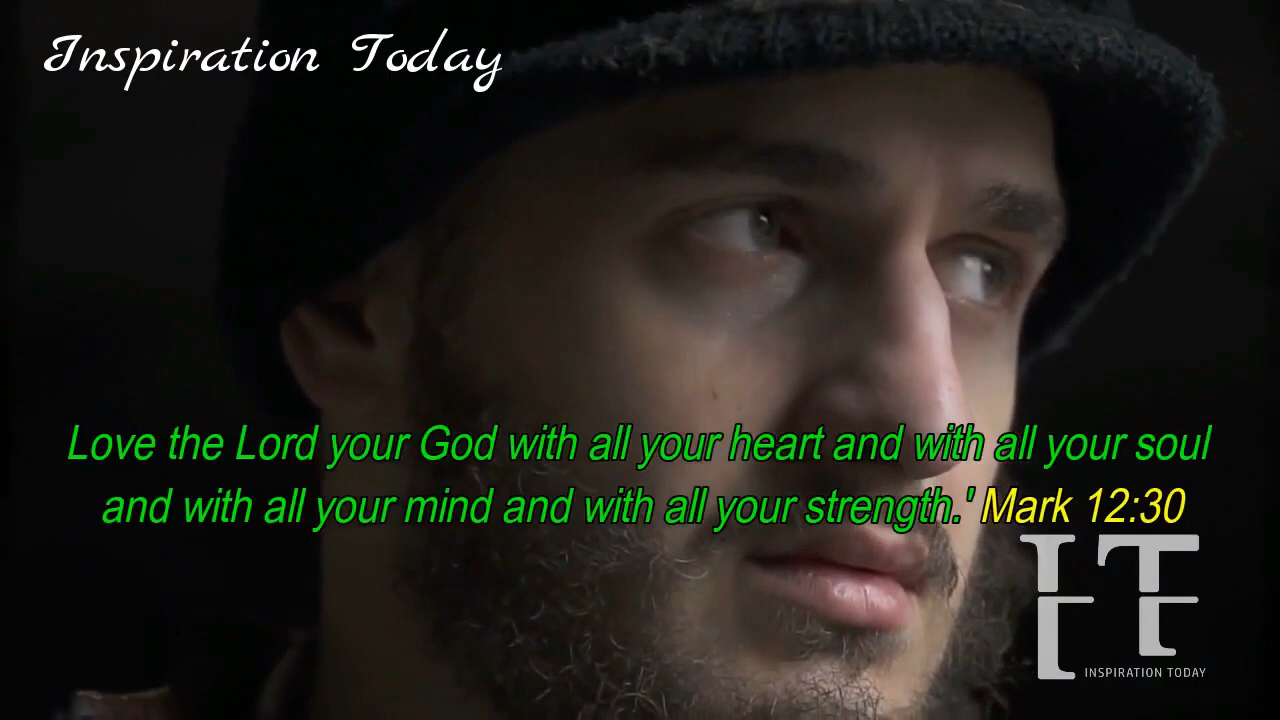 Inspiration Today
Love the Lord your God with all your heart and with all your soul
and with all your mind and with all your strength.' Mark 12:30
IT
INSPIRATION TODAY